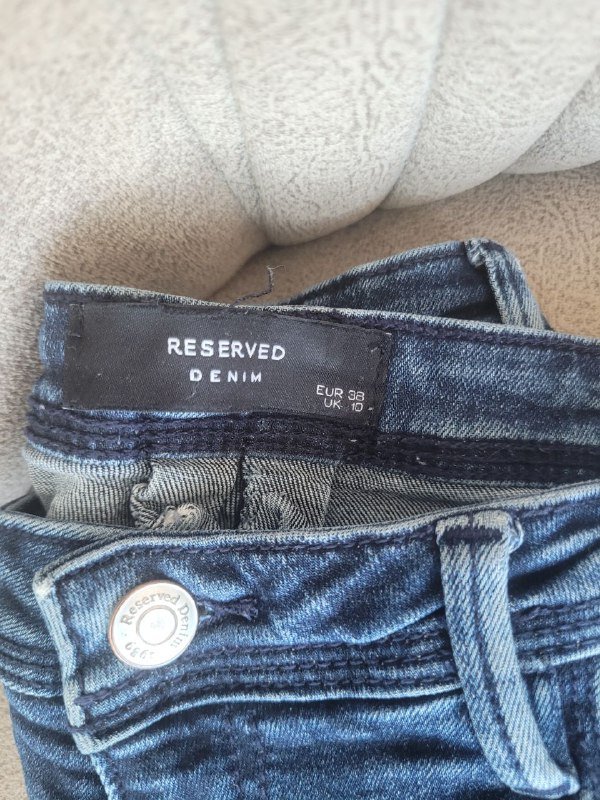 RESERVED
DENIM
EUR 38
UK 10
Reserved Denim